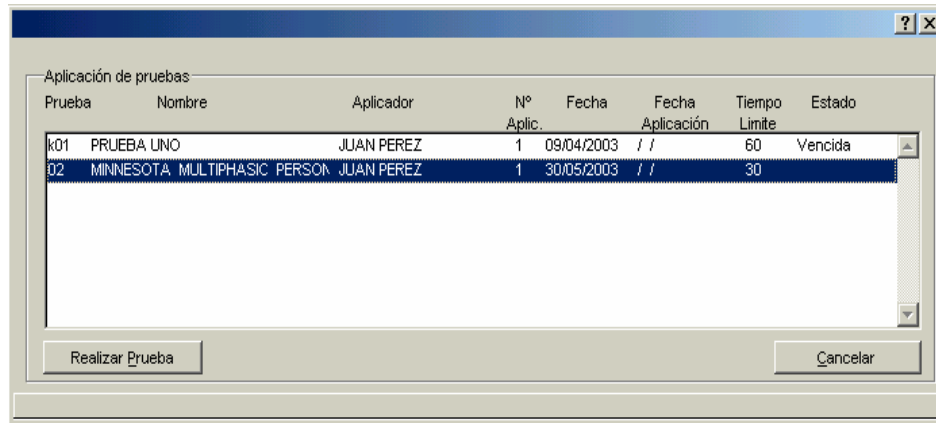 ? X
Aplicación de pruebas
Prueba Nombre Aplicador Nº Fecha Fecha Tiempo Estado
Aplic. Aplicación Limite
k01 PRUEBA UNO JUAN PEREZ 1 09/04/2003 / / 60 Vencida
02 MINNESOTA MULTIPHASIC PERSON JUAN PEREZ 1 30/05/2003 / / 30
Realizar Prueba Cancelar